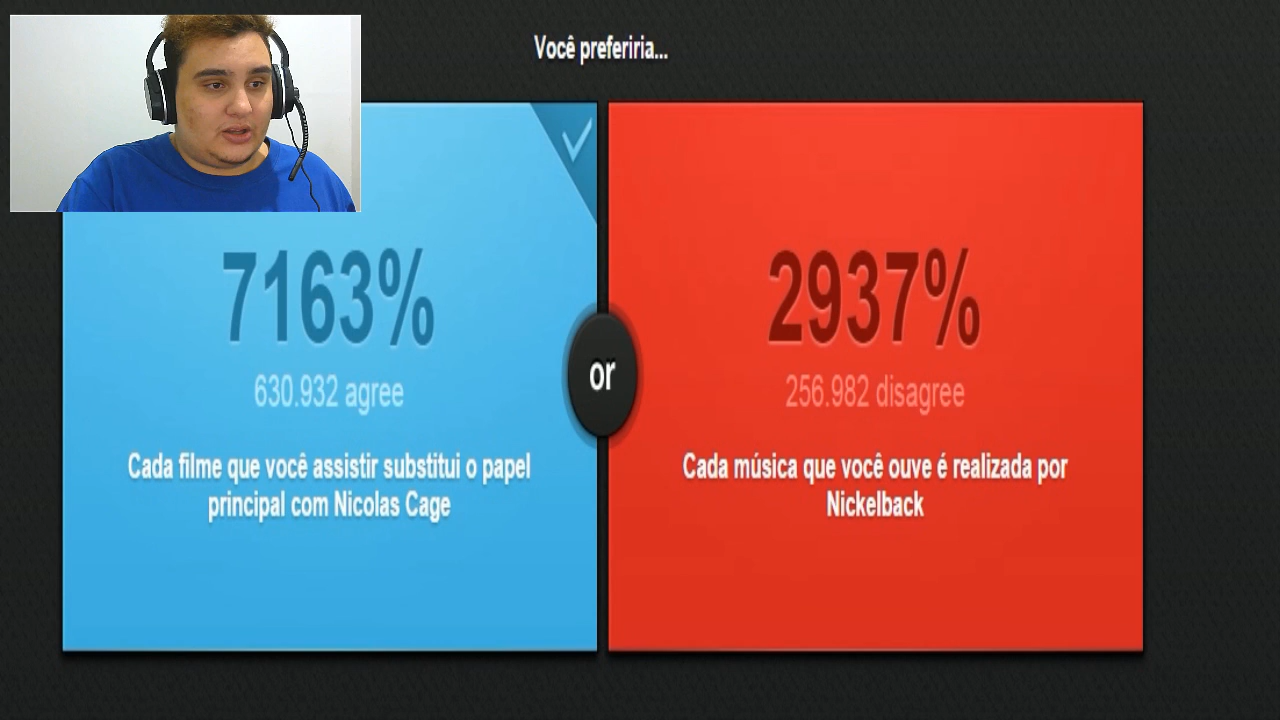 Você preferiria...
7163%
630.932 agree
Cada filme que você assistir substitui o papel
principal com Nicolas Cage
or
2937%
256.982 disagree
Cada música que você ouve é realizada por
Nickelback